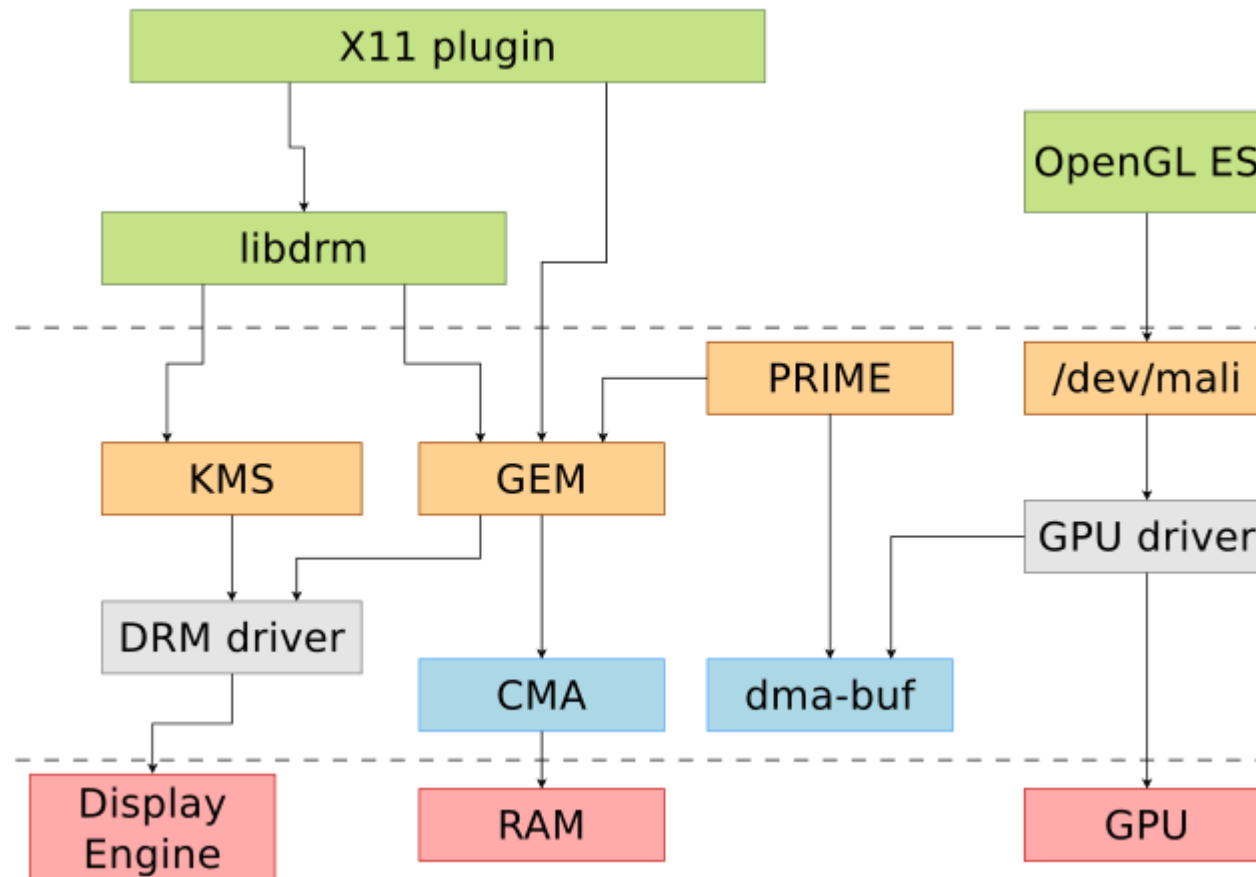 X11 plugin
OpenGL ES
libdrm
PRIME
/dev/mali
KMS
GEM
GPU driver
DRM driver
CMA
dma-buf
Display
Engine
RAM
GPU